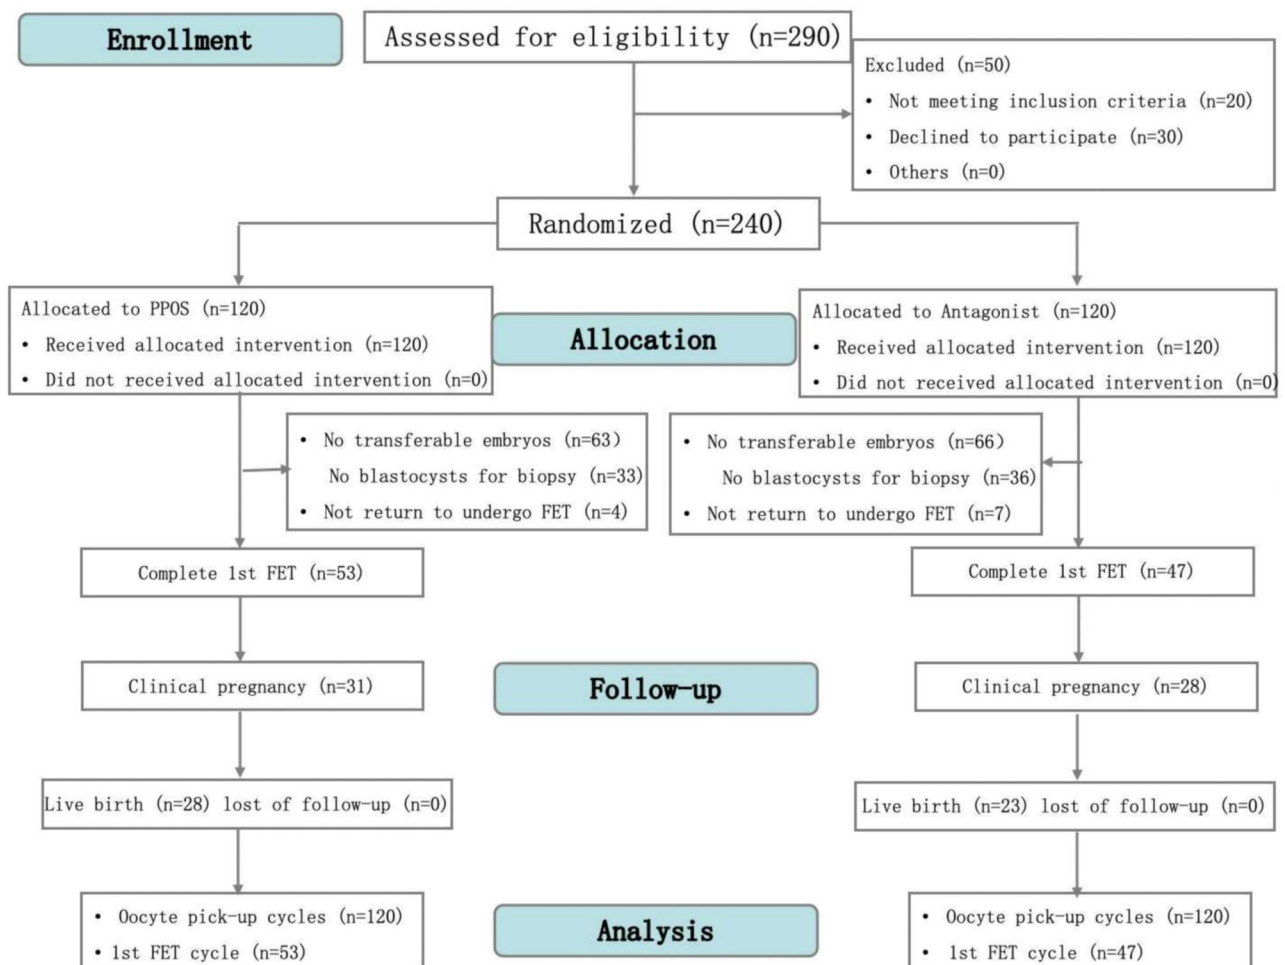 Enrollment
Assessed for eligibility (n=290)
Excluded (n=50)
• Not meeting inclusion criteria (n=20)
• Declined to participate (n=30)
• Others (n=0)
Randomized (n=240)
Allocated to PPOS (n=120)
• Received allocated intervention (n=120)
• Did not received allocated intervention (n=0)
Allocation
Allocated to Antagonist (n=120)
• Received allocated intervention (n=120)
• Did not received allocated intervention (n=0)
• No transferable embryos (n=63)
No blastocysts for biopsy (n=33)
• Not return to undergo FET (n=4)
• No transferable embryos (n=66)
No blastocysts for biopsy (n=36)
• Not return to undergo FET (n=7)
Complete 1st FET (n=53)
Complete 1st FET (n=47)
Clinical pregnancy (n=31)
Follow-up
Clinical pregnancy (n=28)
Live birth (n=28) lost of follow-up (n=0)
Live birth (n=23) lost of follow-up (n=0)
• Oocyte pick-up cycles (n=120)
• 1st FET cycle (n=53)
Analysis
• Oocyte pick-up cycles (n=120)
• 1st FET cycle (n=47)